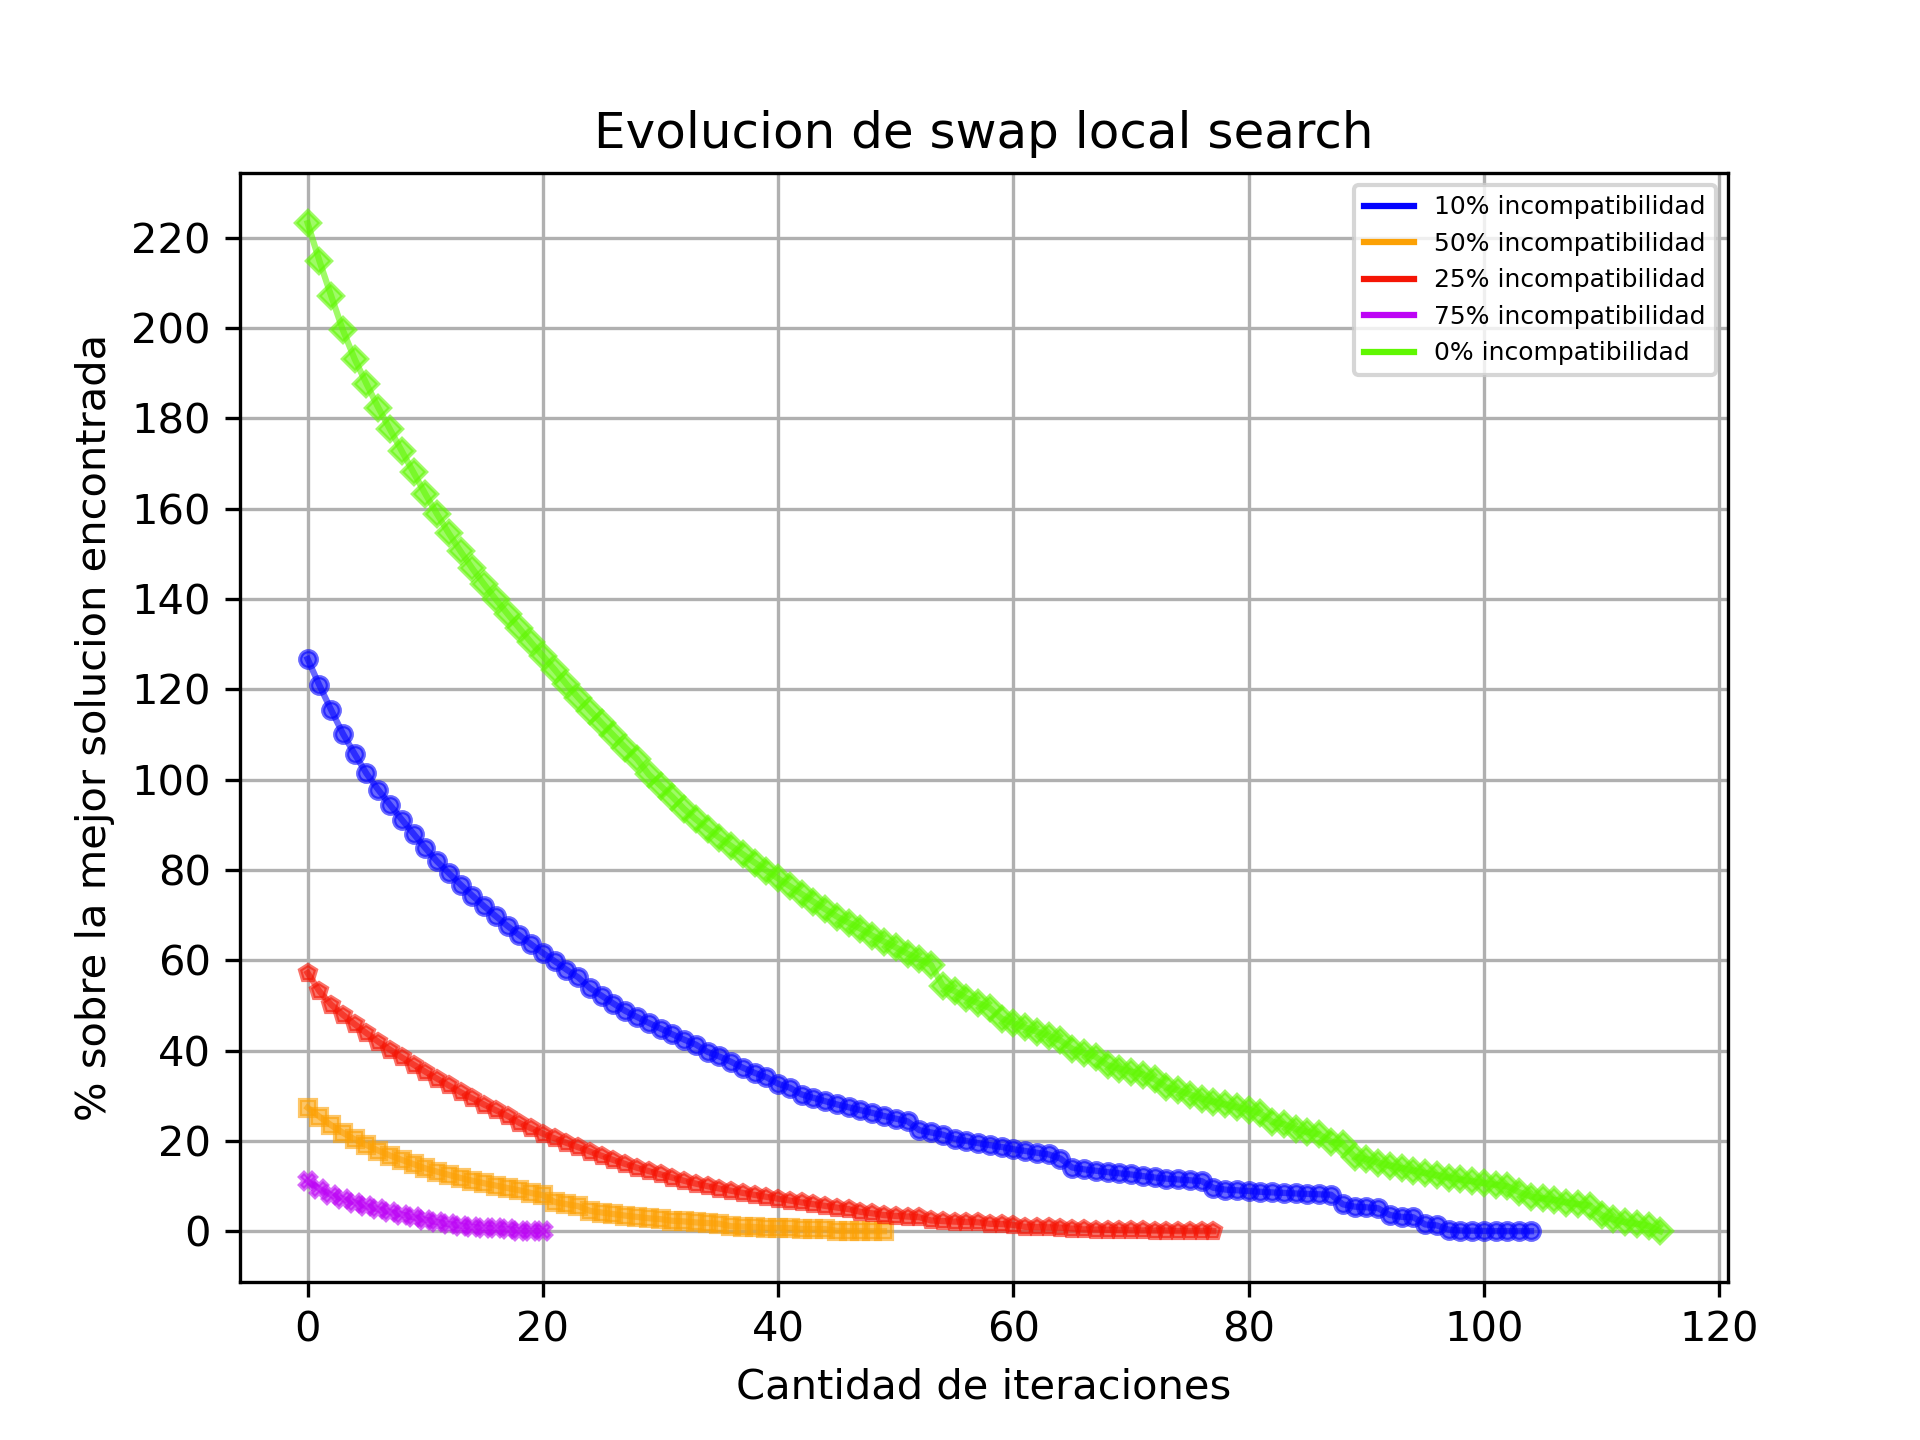 Evolucion de swap local search
% sobre la mejor solucion encontrada
220
200
180
160
140
120
100
80
60
40
20
0
10% incompatibilidad
50% incompatibilidad
25% incompatibilidad
75% incompatibilidad
0% incompatibilidad
0 20 40 60 80 100 120
Cantidad de iteraciones